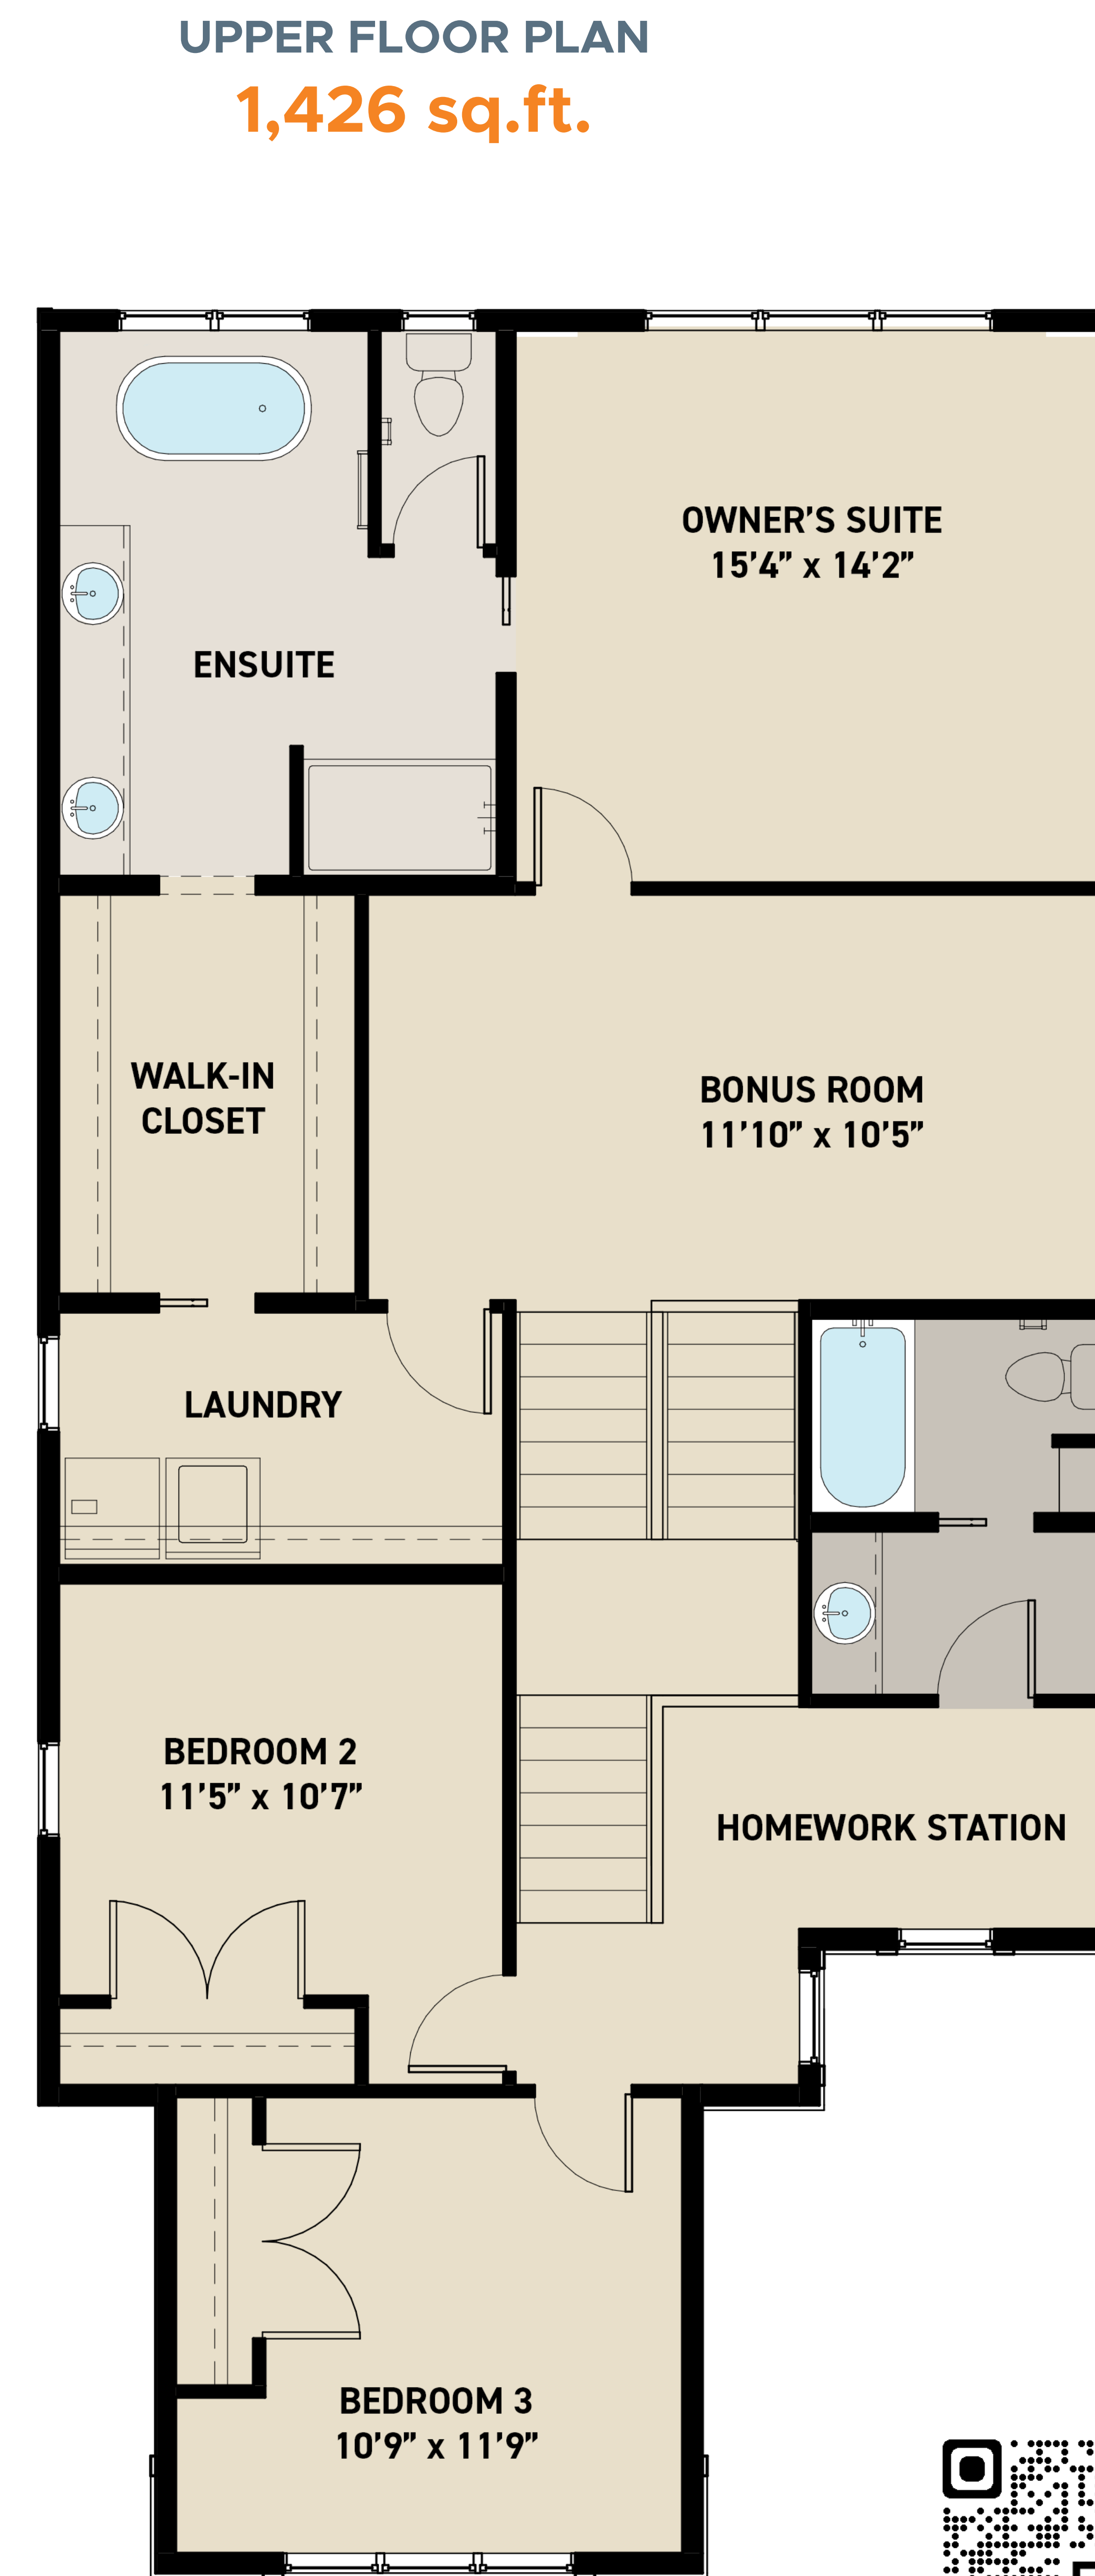 UPPER FLOOR PLAN
1,426 sq.ft.
OWNER’S SUITE
15’4” x 14’2”
ENSUITE
WALK-IN
CLOSET
BONUS ROOM
11’10” x 10’5”
LAUNDRY
BEDROOM 2
11’5” x 10’7”
HOMEWORK STATION
BEDROOM 3
10’9” x 11’9”